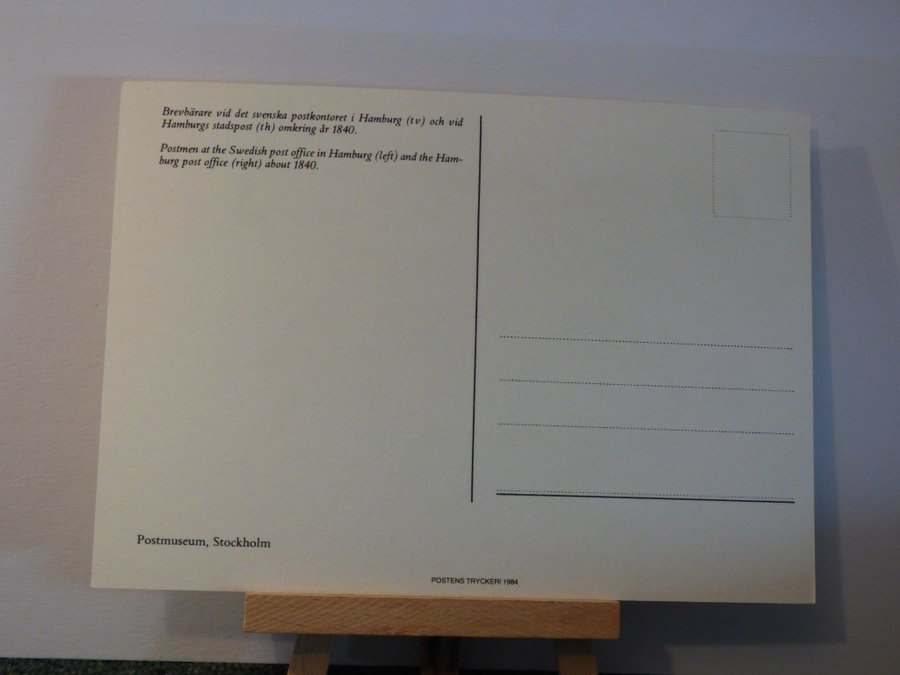 Brevbärare vid det svenska postkontoret i Hamburg (tv) och vid
Hamburgs stadspost (th) omkring år 1840.
Postmen at the Swedish post office in Hamburg (left) and the Ham-
burg post office (right) about 1840.
Postmuseum, Stockholm
POSTENS TRYCKERI 1984